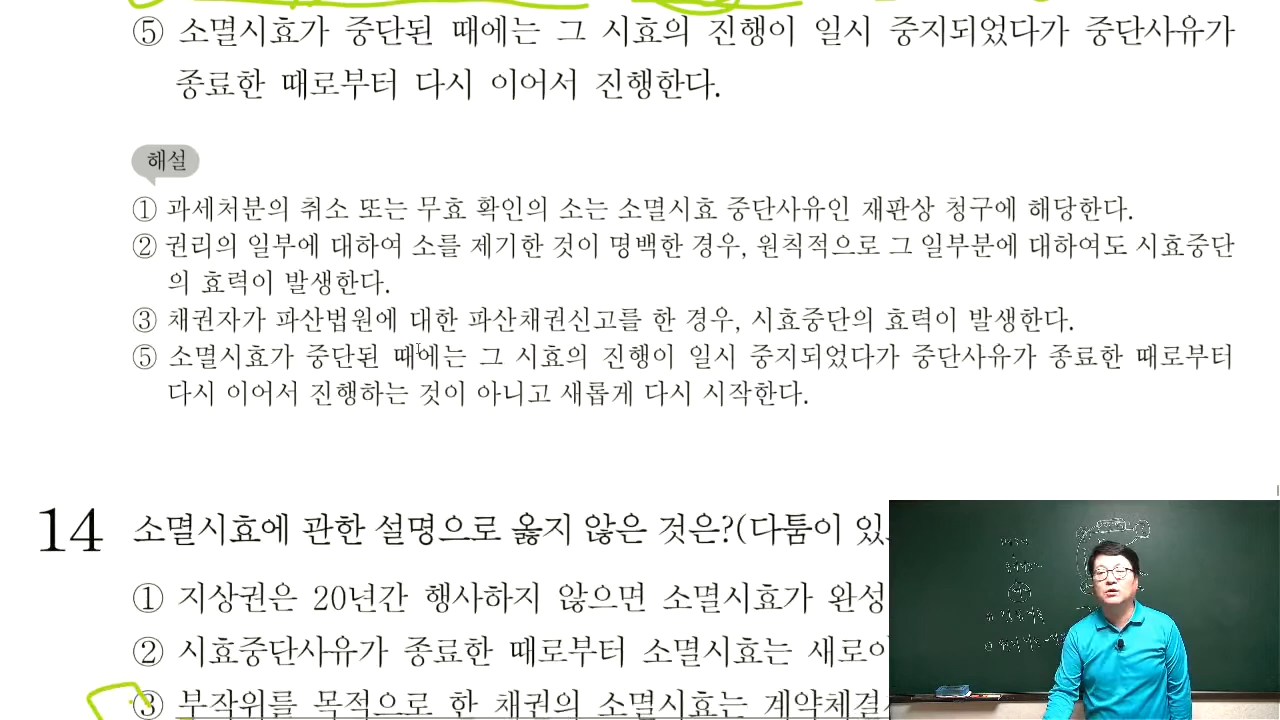 ⑤ 소멸시효가 중단된 때에는 그 시효의 진행이 일시 중지되었다가 중단사유가
종료한 때로부터 다시 이어서 진행한다.
해설
① 과세처분의 취소 또는 무효 확인의 소는 소멸시효 중단사유인 재판상 청구에 해당한다.
② 권리의 일부에 대하여 소를 제기한 것이 명백한 경우, 원칙적으로 그 일부분에 대하여도 시효중단
의 효력이 발생한다.
③ 채권자가 파산법원에 대한 파산채권신고를 한 경우, 시효중단의 효력이 발생한다.
⑤ 소멸시효가 중단된 때에는 그 시효의 진행이 일시 중지되었다가 중단사유가 종료한 때로부터
다시 이어서 진행하는 것이 아니고 새롭게 다시 시작한다.
14 소멸시효에 관한 설명으로 옳지 않은 것은?(다툼이 있
① 지상권은 20년간 행사하지 않으면 소멸시효가 완성
② 시효중단사유가 종료한 때로부터 소멸시효는 새로이
③ 부작위를 목적으로 한 채권의 소멸시효는 계약체결